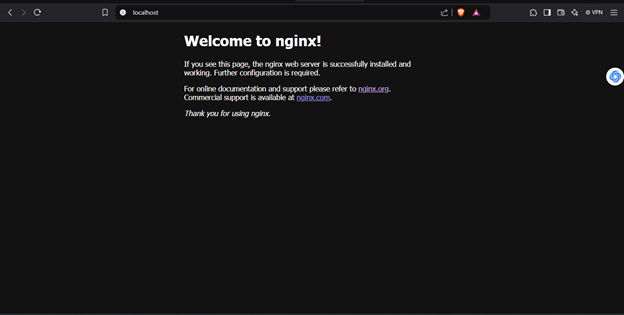 localhost
VPN
Welcome to nginx!
If you see this page, the nginx web server is successfully installed and
working. Further configuration is required.
For online documentation and support please refer to nginx.org.
Commercial support is available at nginx.com.
Thank you for using nginx.